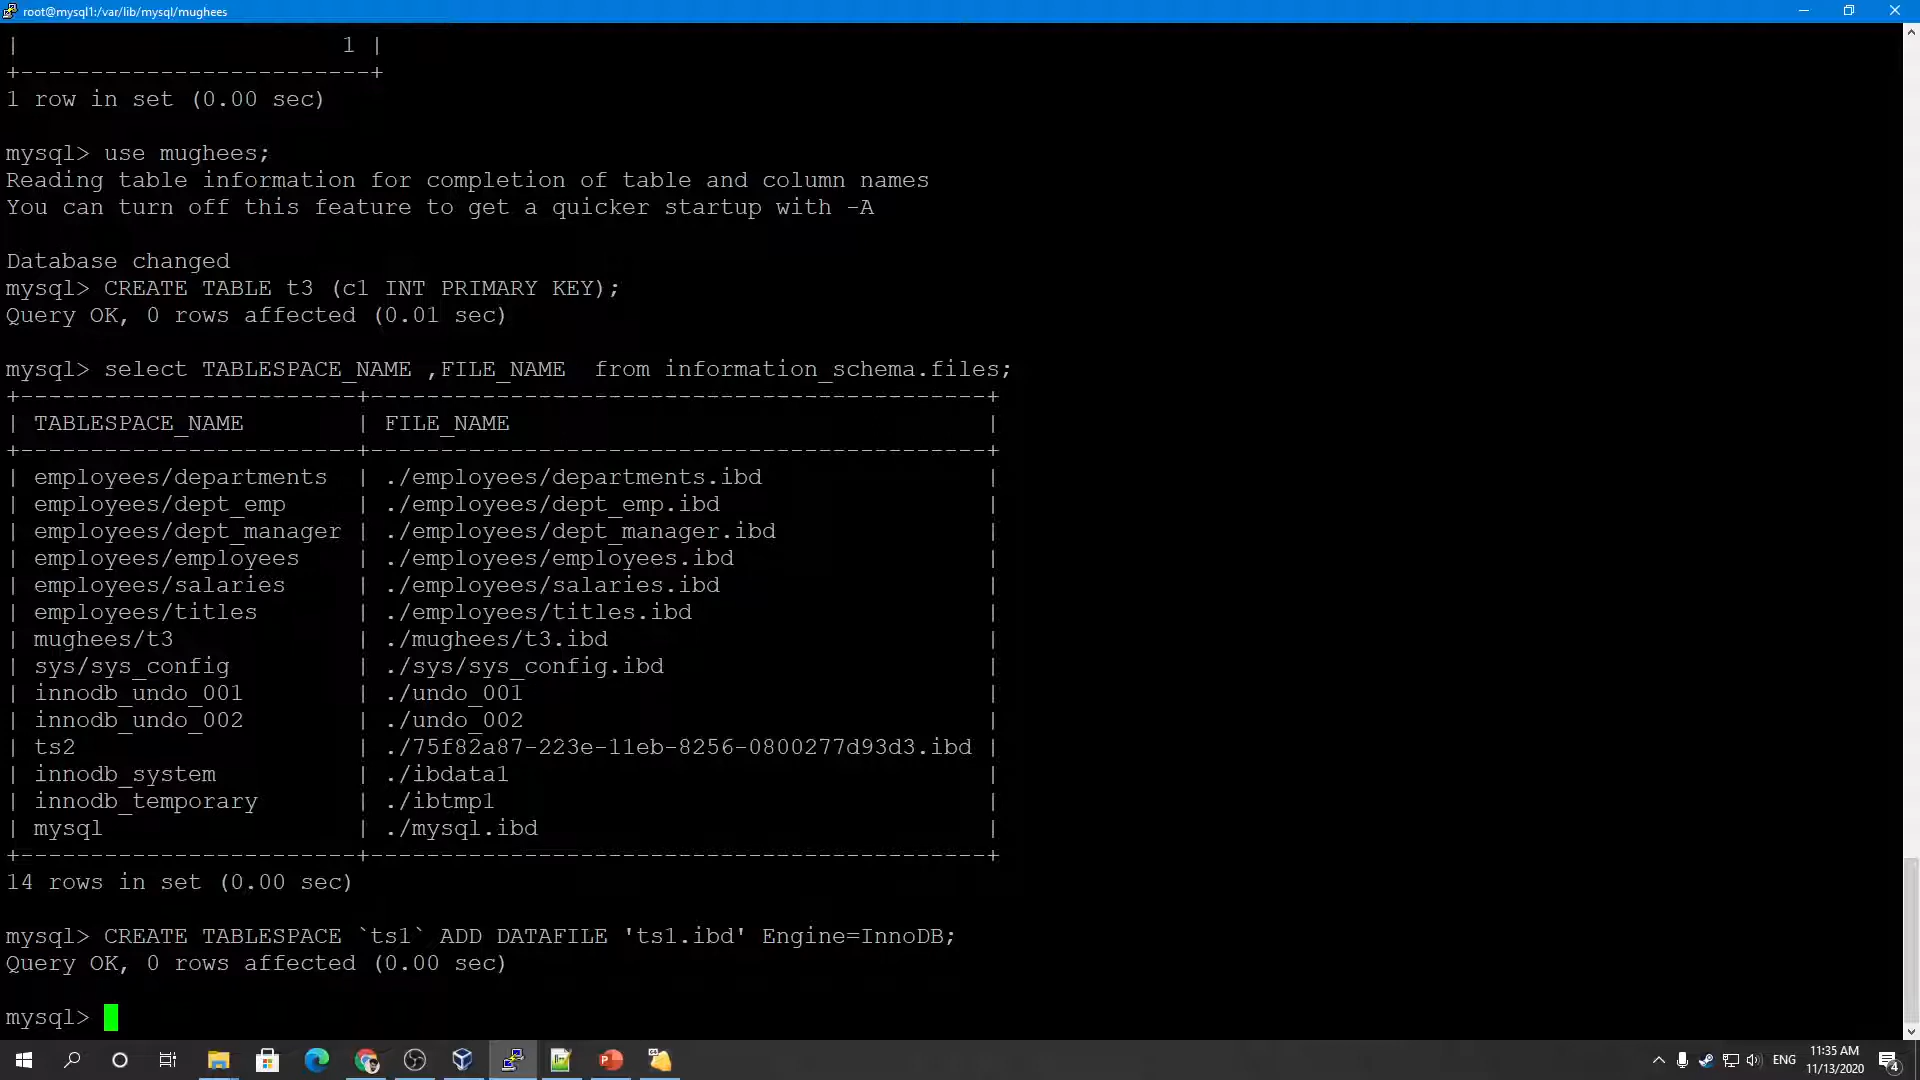 root@mysql1:/var/lib/mysql/mughees
|                        1 |
+-------------------------+
1 row in set (0.00 sec)
mysql> use mughees;
Reading table information for completion of table and column names
You can turn off this feature to get a quicker startup with -A
Database changed
mysql> CREATE TABLE t3 (c1 INT PRIMARY KEY);
Query OK, 0 rows affected (0.01 sec)
mysql> select TABLESPACE_NAME ,FILE_NAME  from information_schema.files;
+------------------------+--------------------------------------------+
| TABLESPACE_NAME        | FILE_NAME                                  |
+------------------------+--------------------------------------------+
| employees/departments  | ./employees/departments.ibd                |
| employees/dept_emp     | ./employees/dept_emp.ibd                   |
| employees/dept_manager | ./employees/dept_manager.ibd               |
| employees/employees    | ./employees/employees.ibd                  |
| employees/salaries     | ./employees/salaries.ibd                   |
| employees/titles       | ./employees/titles.ibd                     |
| mughees/t3             | ./mughees/t3.ibd                           |
| sys/sys_config         | ./sys/sys_config.ibd                       |
| innodb_undo_001        | ./undo_001                                 |
| innodb_undo_002        | ./undo_002                                 |
| ts2                    | ./75f82a87-223e-11eb-8256-0800277d93d3.ibd |
| innodb_system          | ./ibdata1                                  |
| innodb_temporary       | ./ibtmp1                                   |
| mysql                  | ./mysql.ibd                                |
+------------------------+--------------------------------------------+
14 rows in set (0.00 sec)
mysql> CREATE TABLESPACE `ts1` ADD DATAFILE 'ts1.ibd' Engine=InnoDB;
Query OK, 0 rows affected (0.00 sec)
mysql>
ENG
11:35 AM
11/13/2020
4